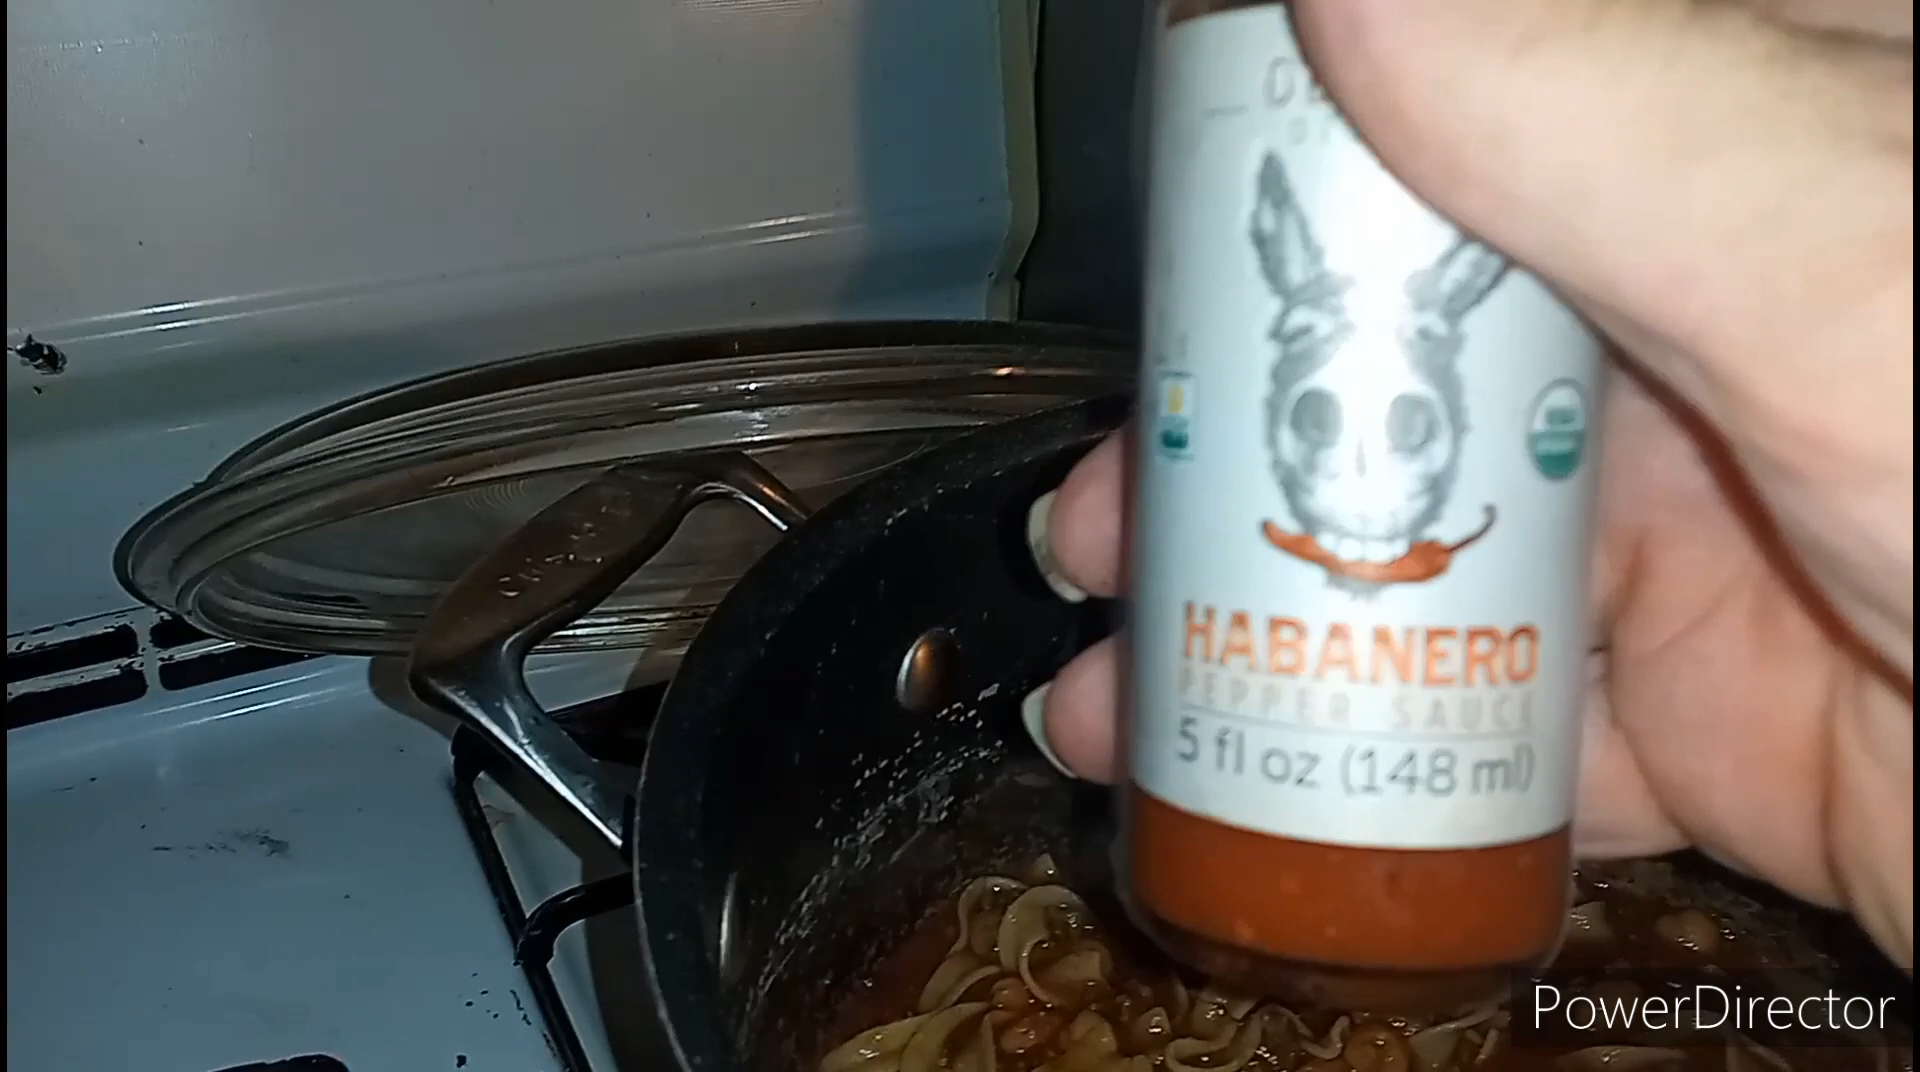 HABANERO
PEPPER SAUCE
5 fl oz (148 ml)
PowerDirector